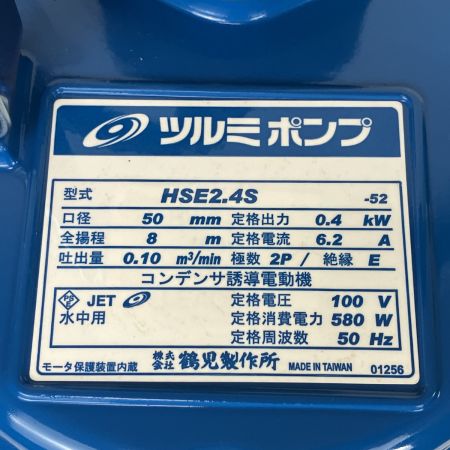 ツルミポンプ
型式 HSE2.4S -52
口径 50 mm 定格出力 0.4 kW
全揚程 8 m 定格電流 6.2 A
吐出量 0.10 m³/min 極数 2P / 絶縁 E
コンデンサ誘導電動機
PSE JET 定格電圧 100 V
水中用 定格消費電力 580 W
定格周波数 50 Hz
モータ保護装置内蔵 株式会社 鶴見製作所 MADE IN TAIWAN 01256